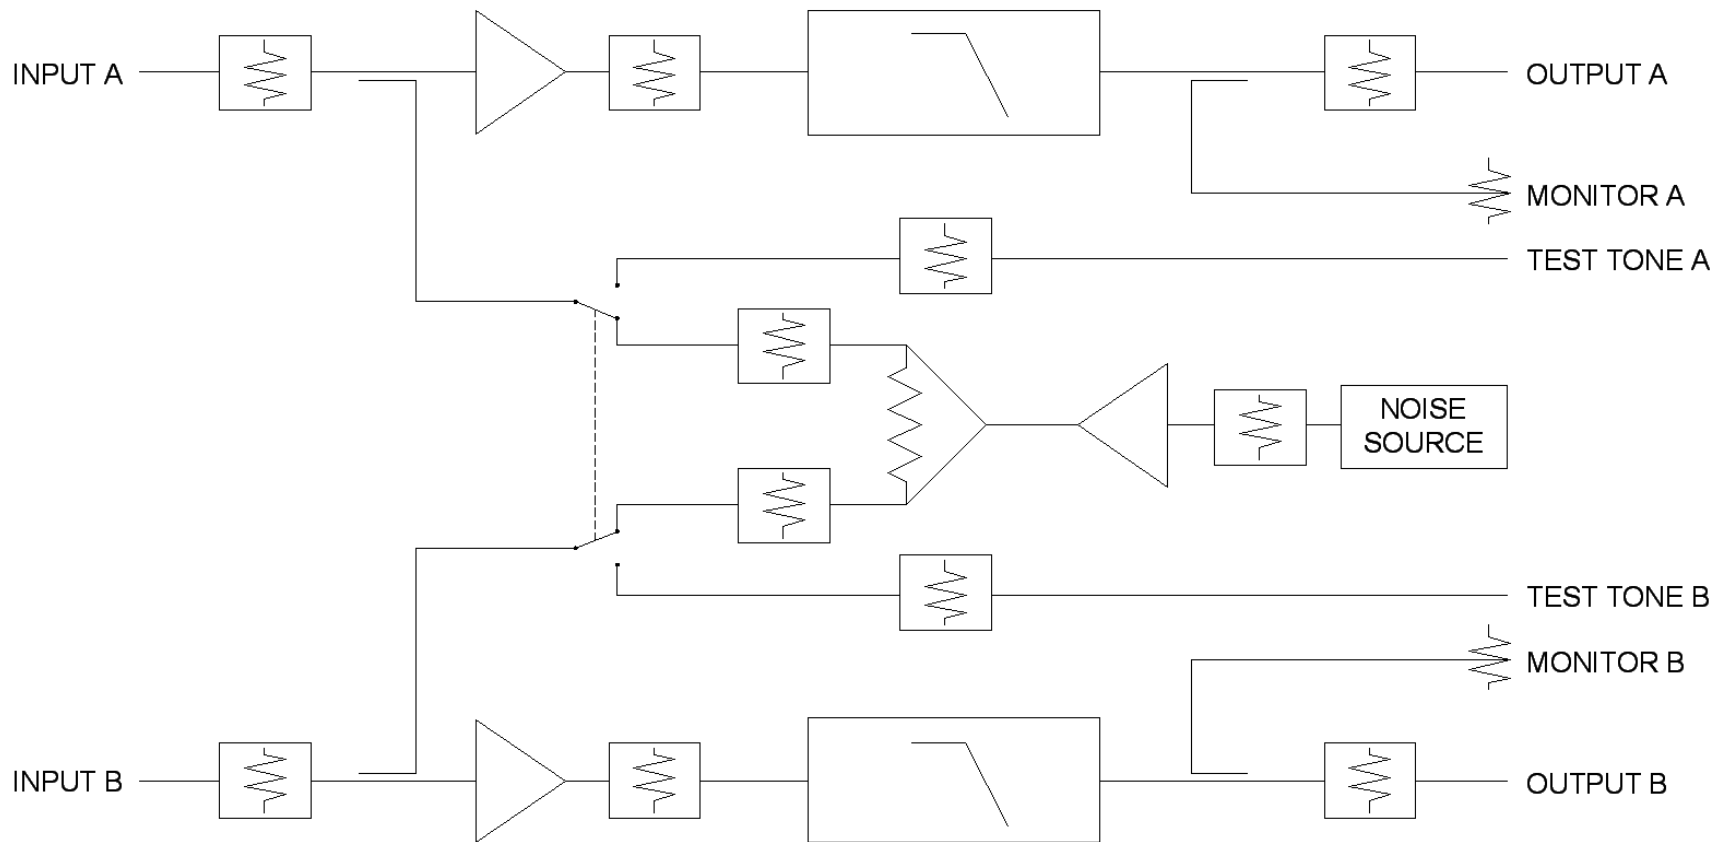 INPUT A
OUTPUT A
MONITOR A
TEST TONE A
NOISE
SOURCE
TEST TONE B
MONITOR B
INPUT B
OUTPUT B